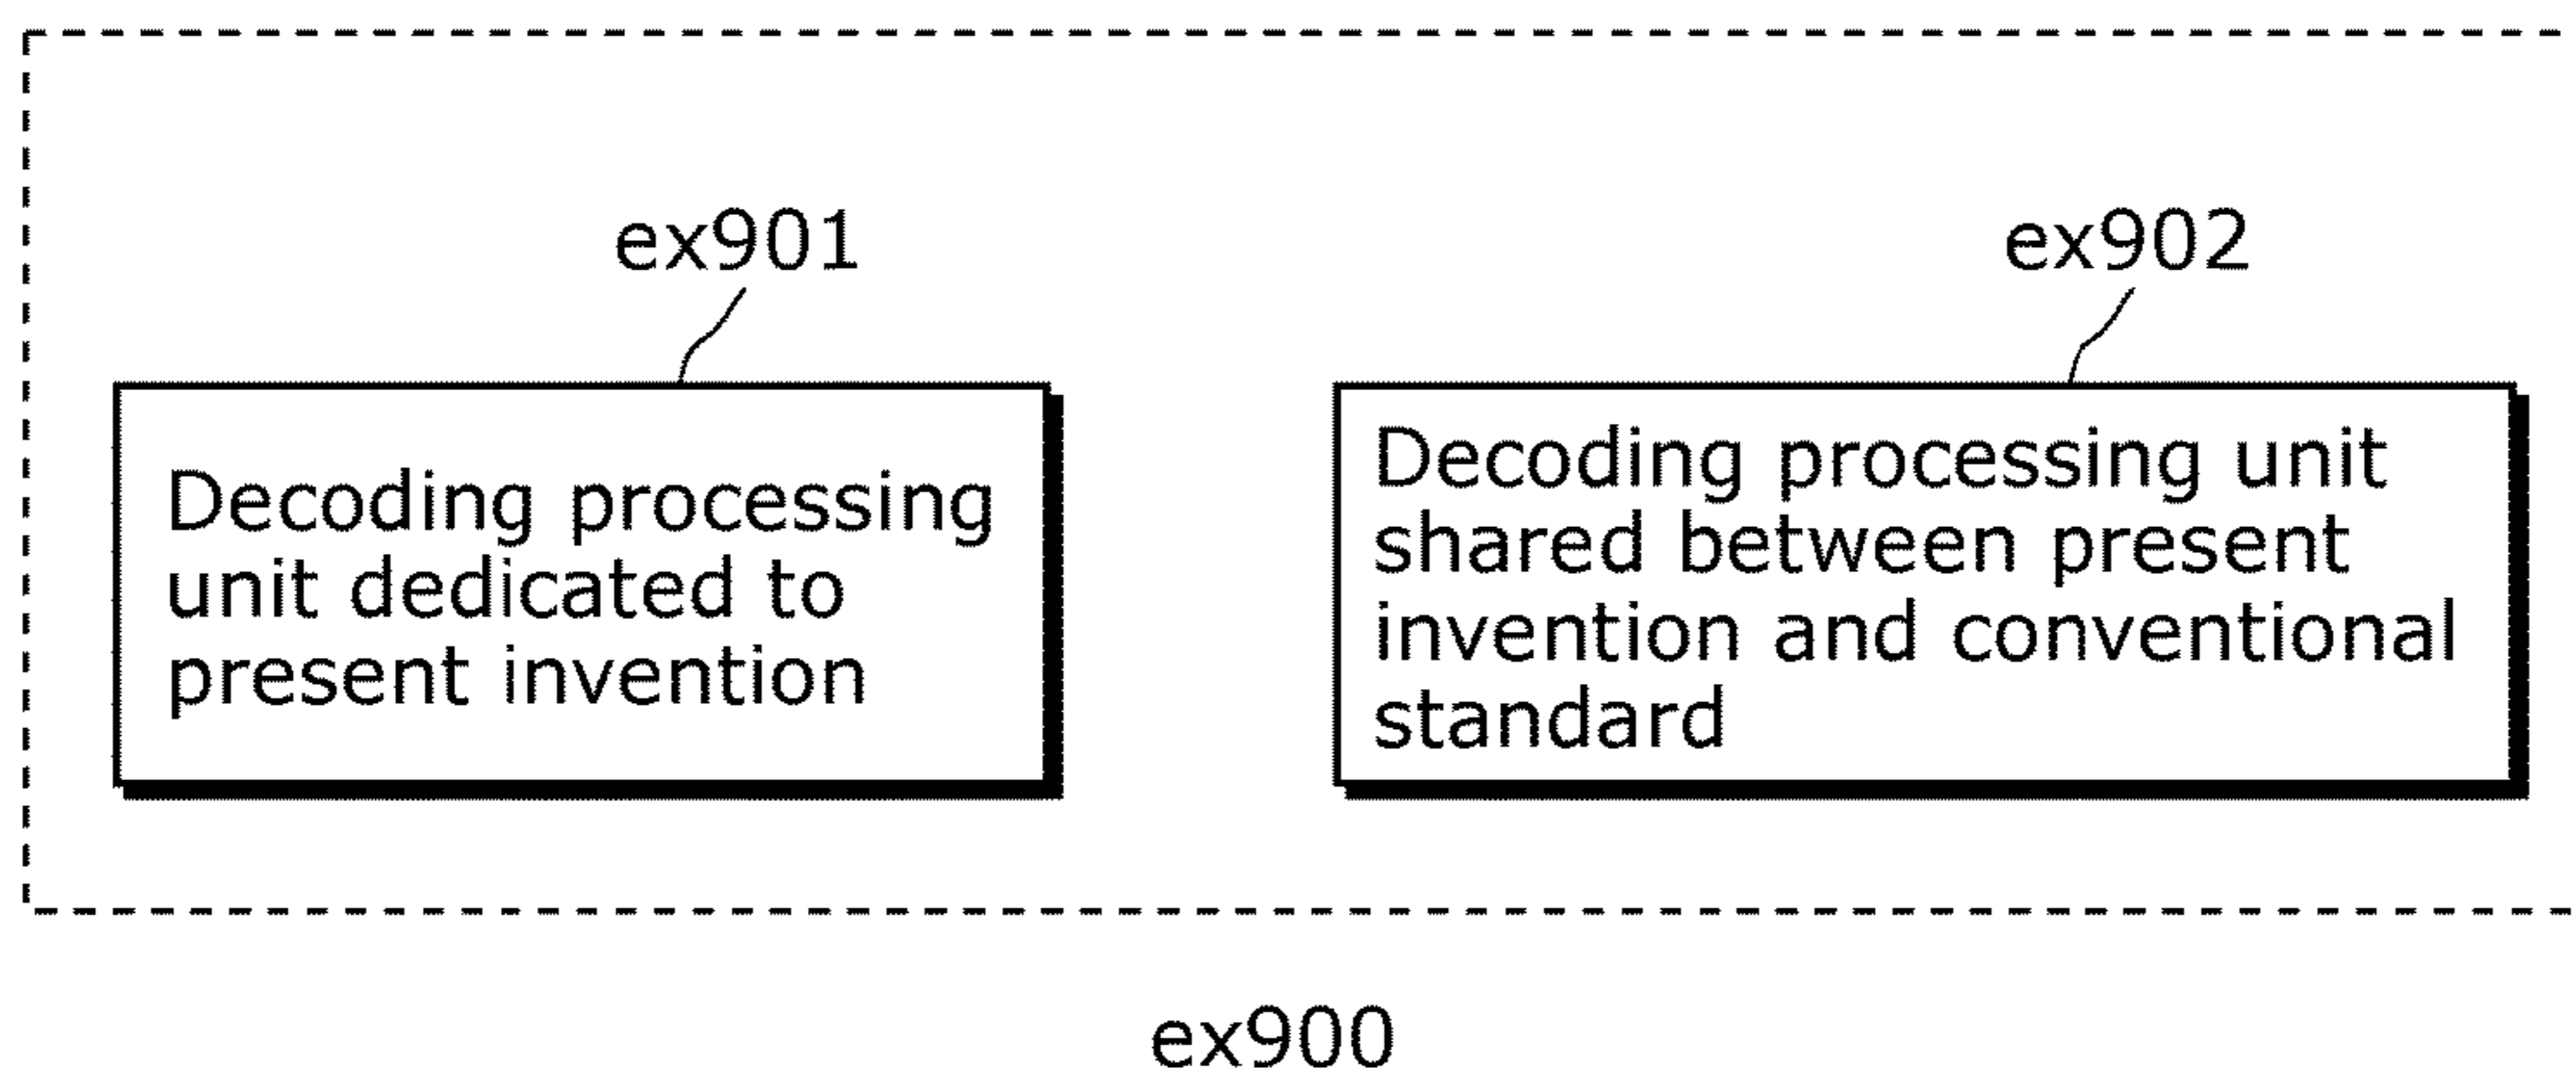 ex901
ex902
Decoding processing
unit dedicated to
present invention
Decoding processing unit
shared between present
invention and conventional
standard
ex900